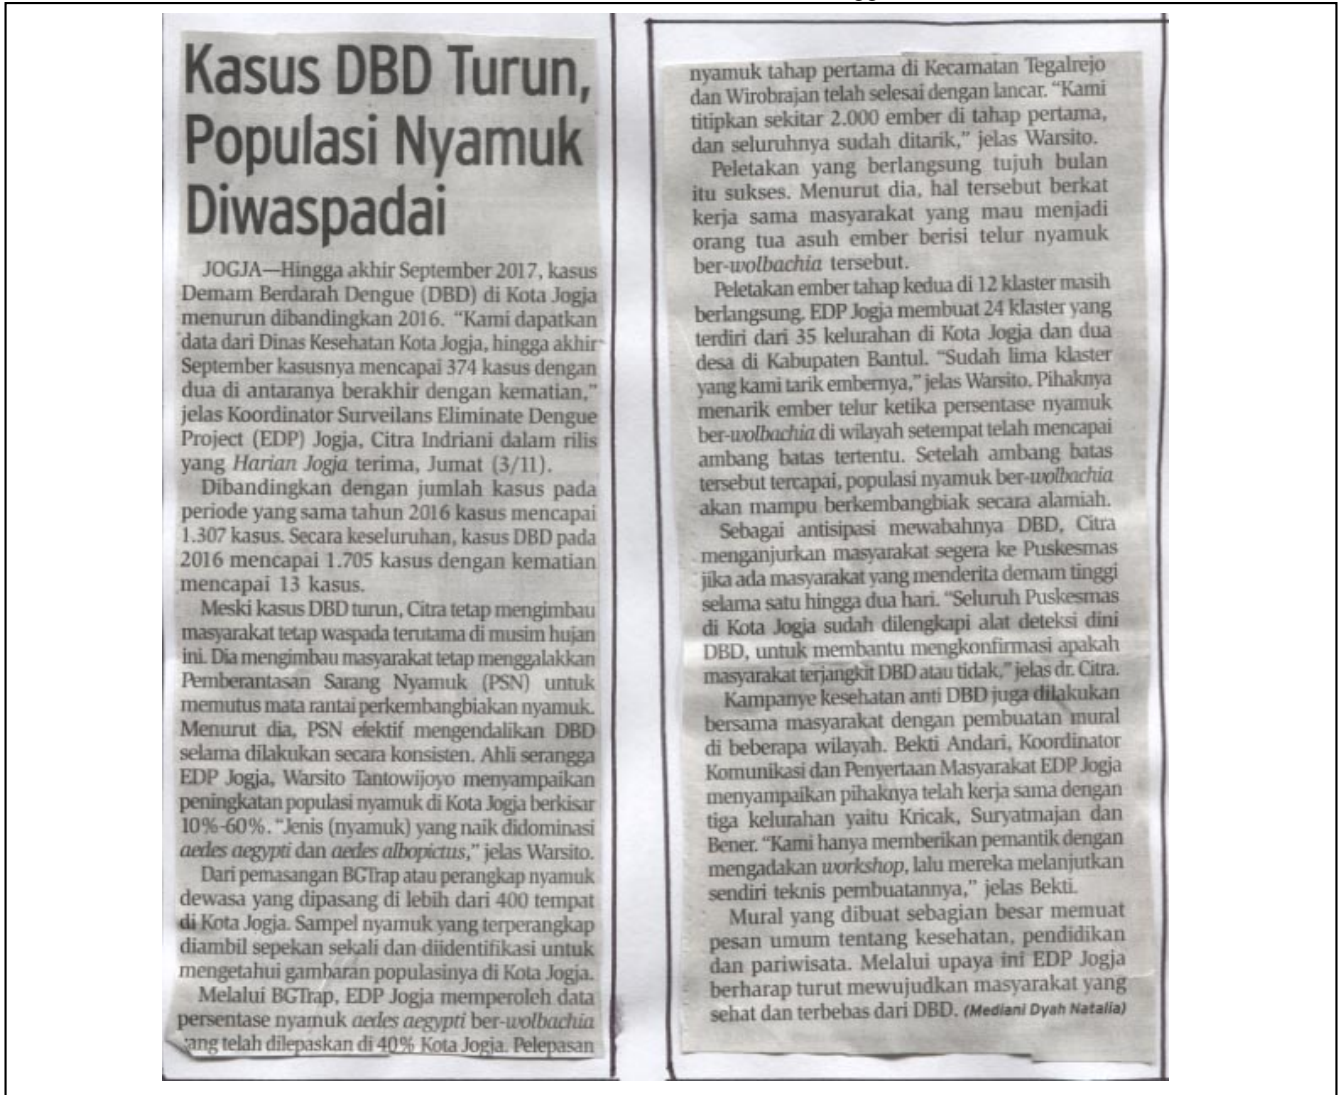 Kasus DBD Turun,
Populasi Nyamuk
Diwaspadai
JOGJA—Hingga akhir September 2017, kasus
Demam Berdarah Dengue (DBD) di Kota Jogja
menurun dibandingkan 2016. “Kami dapatkan
data dari Dinas Kesehatan Kota Jogja, hingga akhir
September kasusnya mencapai 374 kasus dengan
dua di antaranya berakhir dengan kematian,”
jelas Koordinator Surveilans Eliminate Dengue
Project (EDP) Jogja, Citra Indriani dalam rilis
yang Harian Jogja terima, Jumat (3/11).
Dibandingkan dengan jumlah kasus pada
periode yang sama tahun 2016 kasus mencapai
1.307 kasus. Secara keseluruhan, kasus DBD pada
2016 mencapai 1.705 kasus dengan kematian
mencapai 13 kasus.
Meski kasus DBD turun, Citra tetap mengimbau
masyarakat tetap waspada terutama di musim hujan
ini. Dia mengimbau masyarakat tetap menggalakkan
Pemberantasan Sarang Nyamuk (PSN) untuk
memutus mata rantai perkembangbiakan nyamuk.
Menurut dia, PSN efektif mengendalikan DBD
selama dilakukan secara konsisten. Ahli serangga
EDP Jogja, Warsito Tantowijoyo menyampaikan
peningkatan populasi nyamuk di Kota Jogja berkisar
10%-60%. “Jenis (nyamuk) yang naik didominasi
aedes aegypti dan aedes albopictus,” jelas Warsito.
Dari pemasangan BGTrap atau perangkap nyamuk
dewasa yang dipasang di lebih dari 400 tempat
di Kota Jogja. Sampel nyamuk yang terperangkap
diambil sepekan sekali dan diidentifikasi untuk
mengetahui gambaran populasinya di Kota Jogja.
Melalui BGTrap, EDP Jogja memperoleh data
persentase nyamuk aedes aegypti ber-wolbachia
yang telah dilepaskan di 40% Kota Jogja. Pelepasan
nyamuk tahap pertama di Kecamatan Tegalrejo
dan Wirobrajan telah selesai dengan lancar. “Kami
titipkan sekitar 2.000 ember di tahap pertama,
dan seluruhnya sudah ditarik,” jelas Warsito.
Peletakan yang berlangsung tujuh bulan
itu sukses. Menurut dia, hal tersebut berkat
kerja sama masyarakat yang mau menjadi
orang tua asuh ember berisi telur nyamuk
ber-wolbachia tersebut.
Peletakan ember tahap kedua di 12 klaster masih
berlangsung. EDP Jogja membuat 24 klaster yang
terdiri dari 35 kelurahan di Kota Jogja dan dua
desa di Kabupaten Bantul. “Sudah lima klaster
yang kami tarik embernya,” jelas Warsito. Pihaknya
menarik ember telur ketika persentase nyamuk
ber-wolbachia di wilayah setempat telah mencapai
ambang batas tertentu. Setelah ambang batas
tersebut tercapai, populasi nyamuk ber-wolbachia
akan mampu berkembangbiak secara alamiah.
Sebagai antisipasi mewabahnya DBD, Citra
menganjurkan masyarakat segera ke Puskesmas
jika ada masyarakat yang menderita demam tinggi
selama satu hingga dua hari. “Seluruh Puskesmas
di Kota Jogja sudah dilengkapi alat deteksi dini
DBD, untuk membantu mengkonfirmasi apakah
masyarakat terjangkit DBD atau tidak,” jelas dr. Citra.
Kampanye kesehatan anti DBD juga dilakukan
bersama masyarakat dengan pembuatan mural
di beberapa wilayah. Bekti Andari, Koordinator
Komunikasi dan Penyertaan Masyarakat EDP Jogja
menyampaikan pihaknya telah kerja sama dengan
tiga kelurahan yaitu Kricak, Suryatmajan dan
Bener. “Kami hanya memberikan pemantik dengan
mengadakan workshop, lalu mereka melanjutkan
sendiri teknis pembuatannya,” jelas Bekti.
Mural yang dibuat sebagian besar memuat
pesan umum tentang kesehatan, pendidikan
dan pariwisata. Melalui upaya ini EDP Jogja
berharap turut mewujudkan masyarakat yang
sehat dan terbebas dari DBD. (Mediani Dyah Natalia)